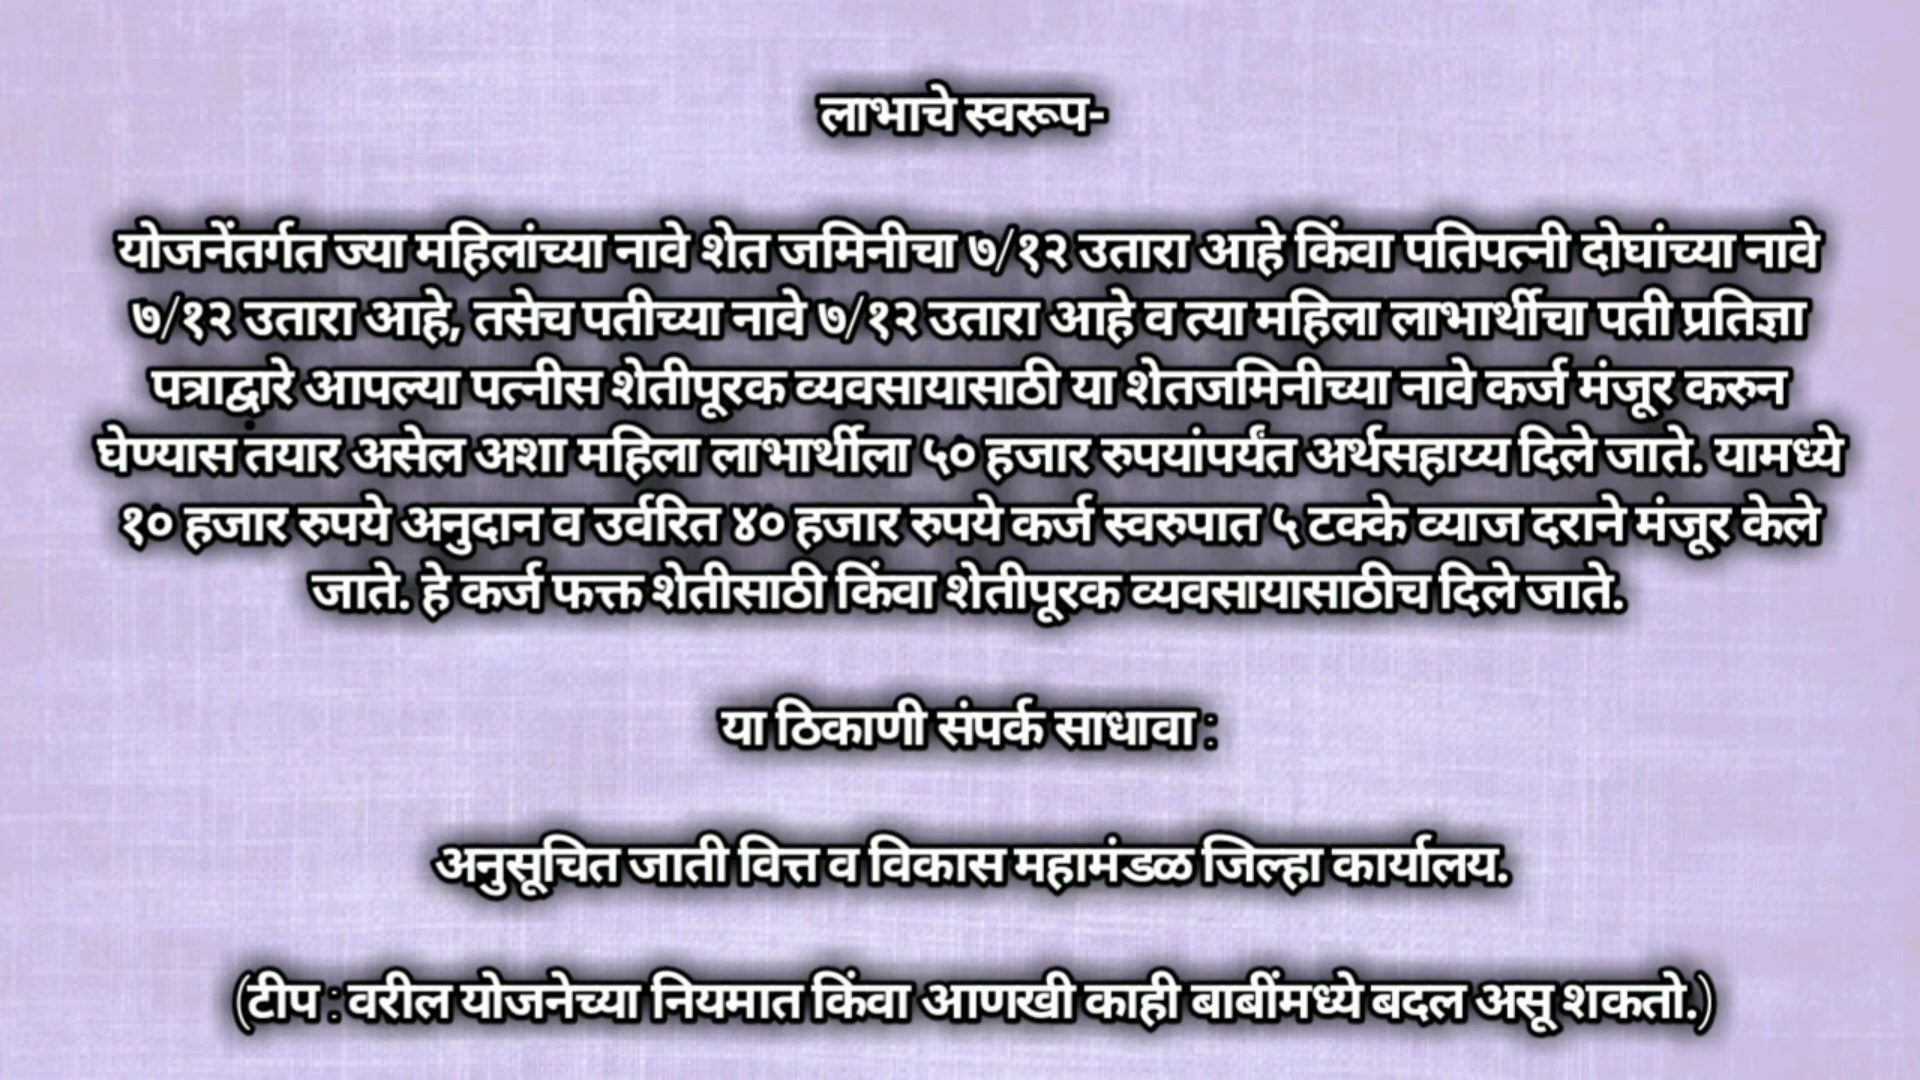 लाभाचे स्वरूप-
योजनेंतर्गत ज्या महिलांच्या नावे शेत जमिनीचा ७/१२ उतारा आहे किंवा पतिपत्नी दोघांच्या नावे
७/१२ उतारा आहे, तसेच पतीच्या नावे ७/१२ उतारा आहे व त्या महिला लाभार्थीचा पती प्रतिज्ञा
पत्राद्वारे आपल्या पत्नीस शेतीपूरक व्यवसायासाठी या शेतजमिनीच्या नावे कर्ज मंजूर करुन
घेण्यास तयार असेल अशा महिला लाभार्थीला ५० हजार रुपयांपर्यंत अर्थसहाय्य दिले जाते. यामध्ये
१० हजार रुपये अनुदान व उर्वरित ४० हजार रुपये कर्ज स्वरुपात ५ टक्के व्याज दराने मंजूर केले
जाते. हे कर्ज फक्त शेतीसाठी किंवा शेतीपूरक व्यवसायासाठीच दिले जाते.
या ठिकाणी संपर्क साधावा :
अनुसूचित जाती वित्त व विकास महामंडळ जिल्हा कार्यालय.
(टीप : वरील योजनेच्या नियमात किंवा आणखी काही बाबींमध्ये बदल असू शकतो.)